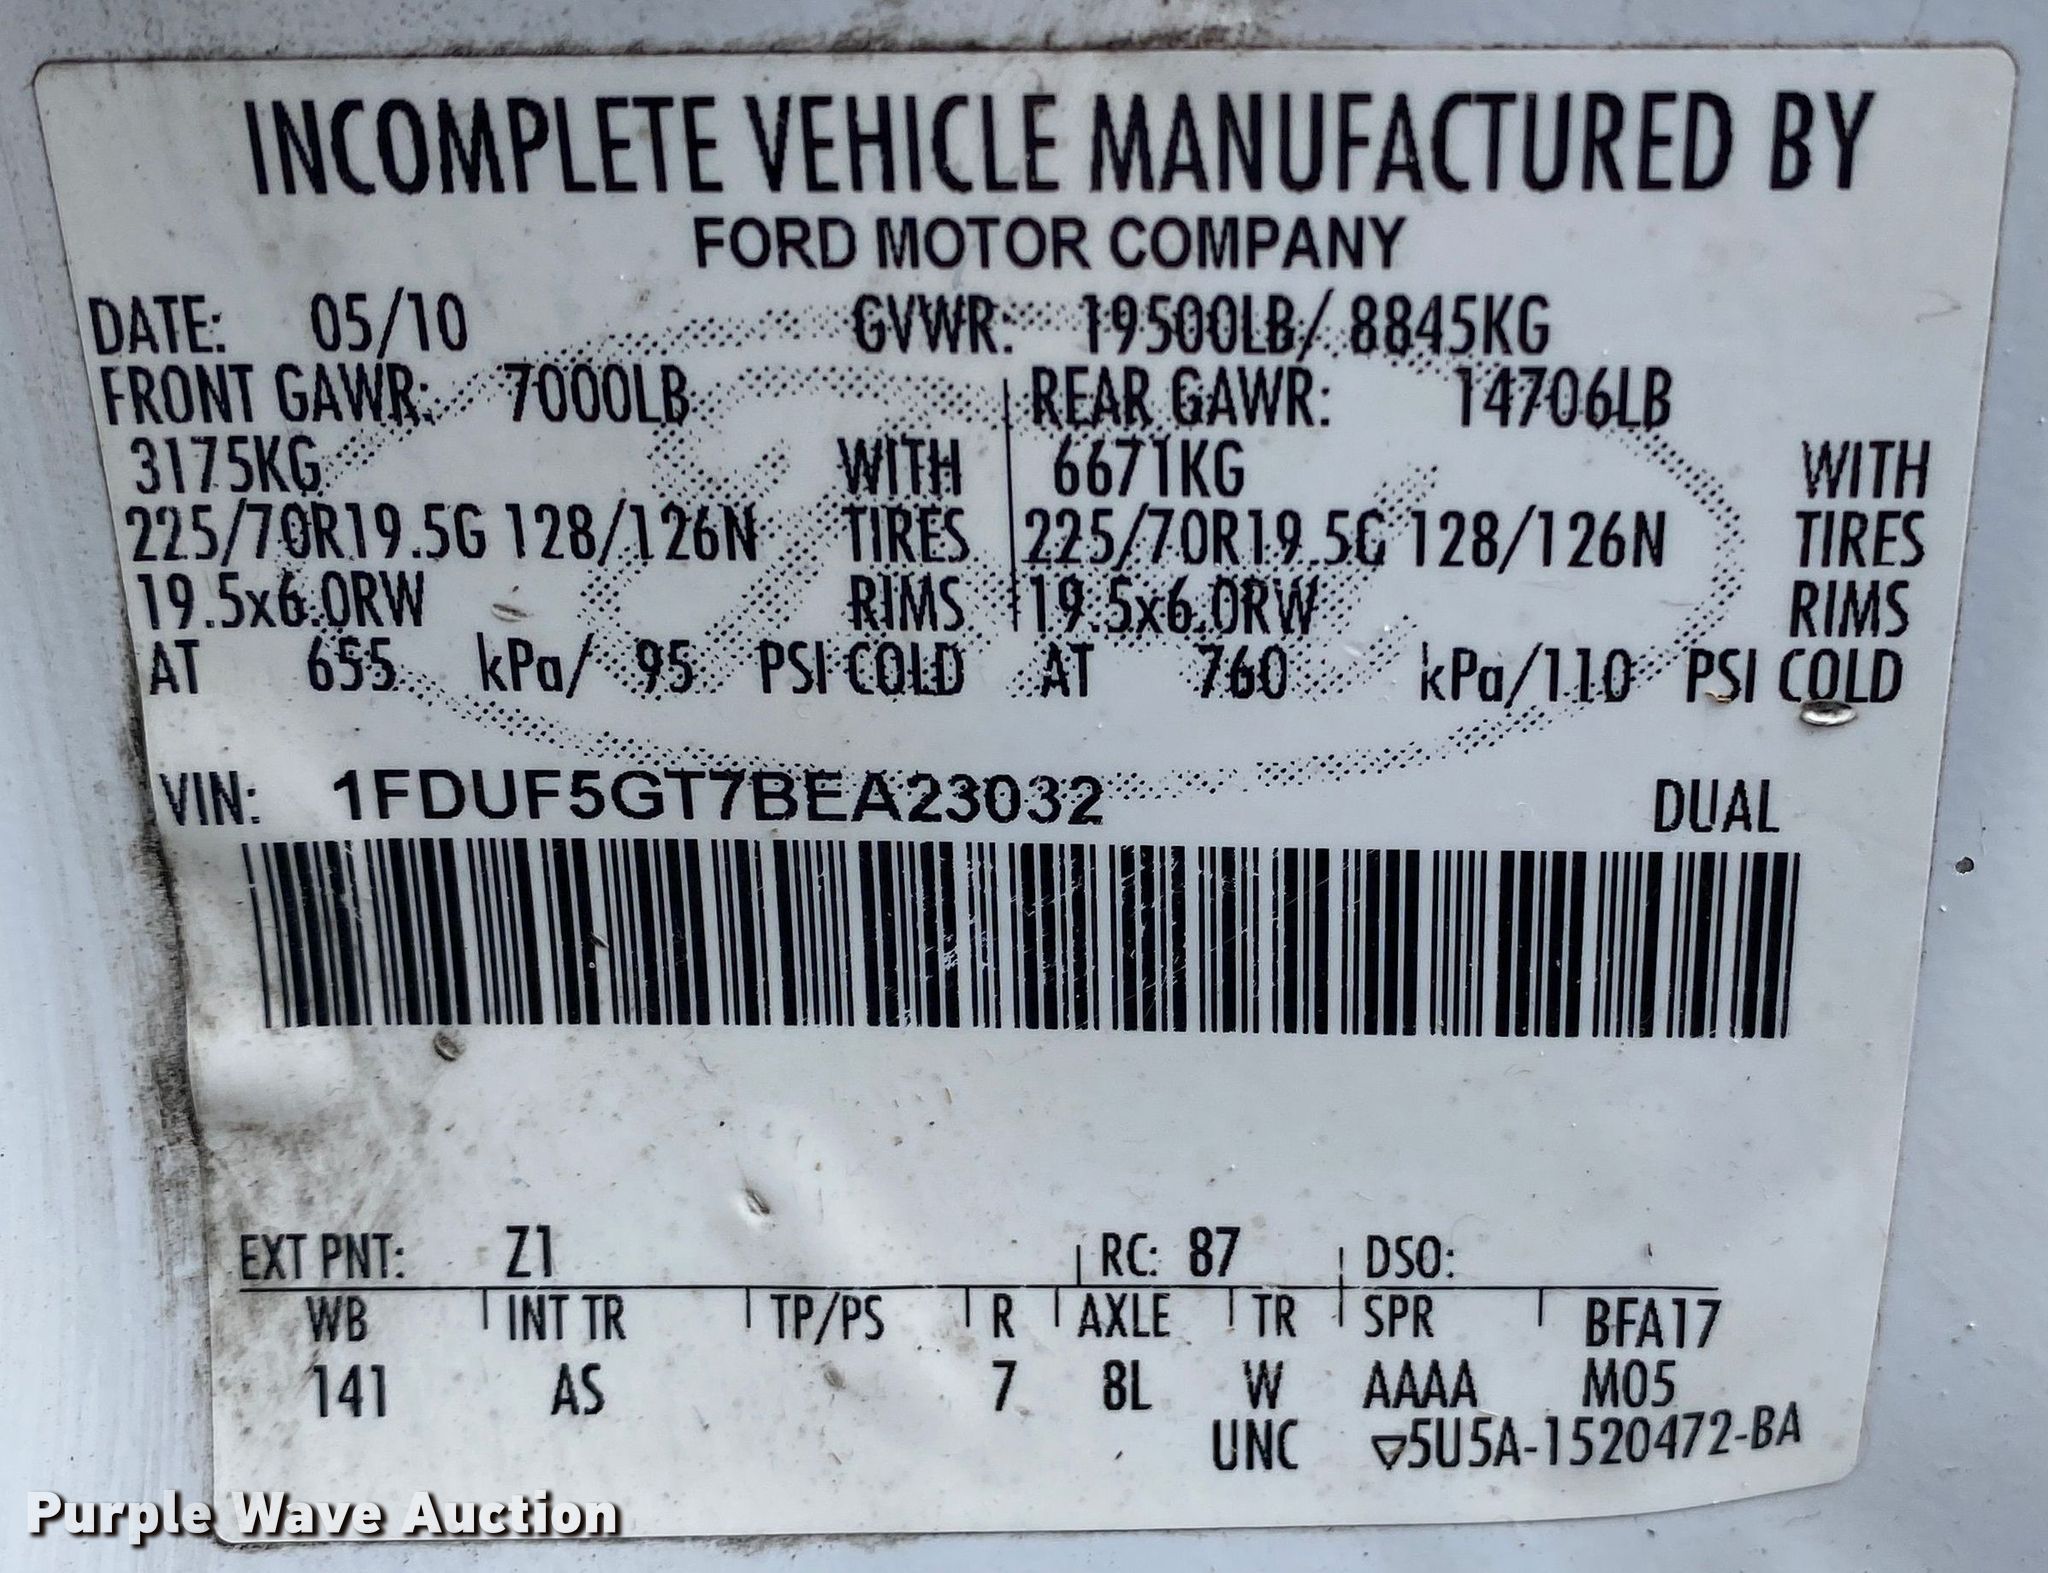 INCOMPLETE VEHICLE MANUFACTURED BY
FORD MOTOR COMPANY
DATE: 05/10 GVWR: 19500LB/ 8845KG
FRONT GAWR: 7000LB REAR GAWR: 14706LB
3175KG WITH 6671KG WITH
225/70R19.5G 128/126N TIRES 225/70R19.5G 128/126N TIRES
19.5x6.0RW RIMS 19.5x6.0RW RIMS
AT 655 kPa/ 95 PSI COLD AT 760 kPa/110 PSI COLD
VIN: 1FDUF5GT7BEA23032 DUAL
EXT PNT: Z1 RC: 87 DSO:
WB INT TR TP/PS R AXLE TR SPR BFA17
141 AS 7 8L W AAAA M05
UNC ▽5U5A-1520472-BA
Purple Wave Auction